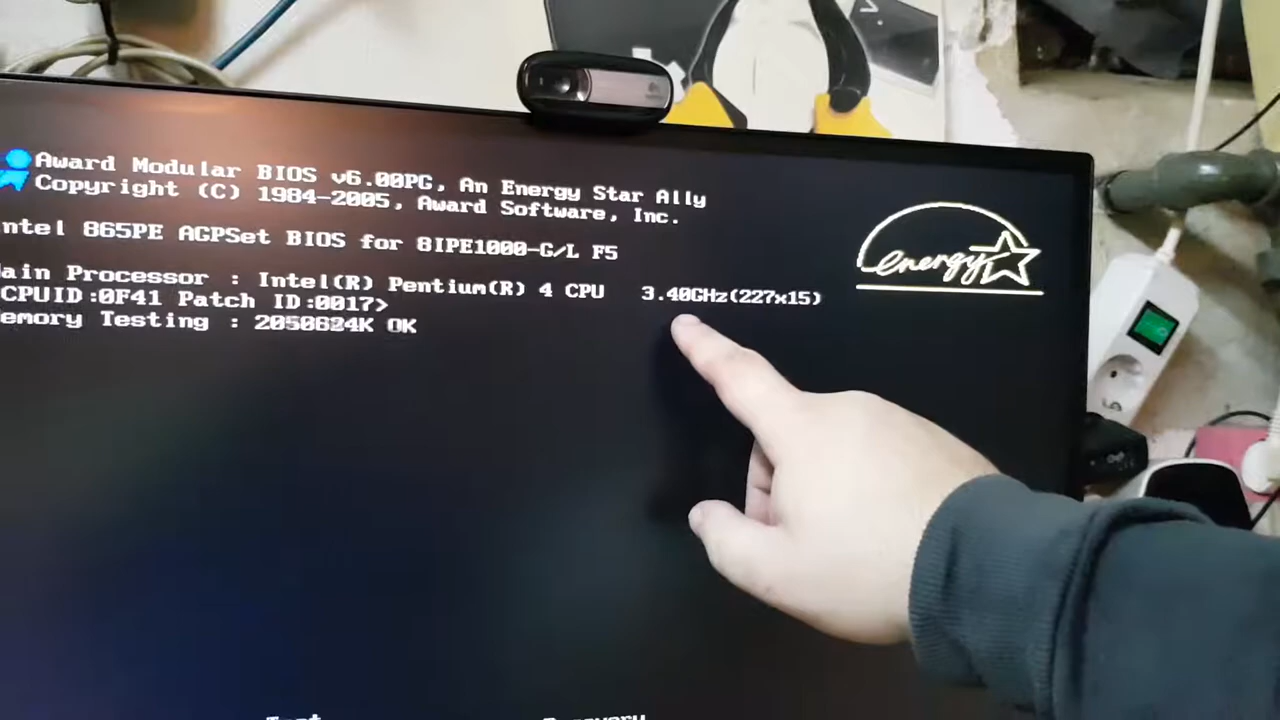 Award Modular BIOS v6.00PG, An Energy Star Ally
Copyright (C) 1984-2005, Award Software, Inc.
ntel 865PE AGPSet BIOS for 8IPE1000-G/L F5
energy
ain Processor : Intel(R) Pentium(R) 4 CPU 3.40GHz(227x15)
CPUID:0F41 Patch ID:0017>
emory Testing : 2050824K OK